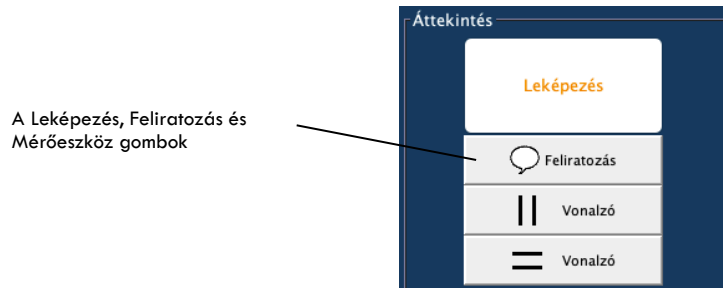 Áttekintés
Leképezés
A Leképezés, Feliratozás és
Mérőeszköz gombok
Feliratozás
Vonalzó
Vonalzó